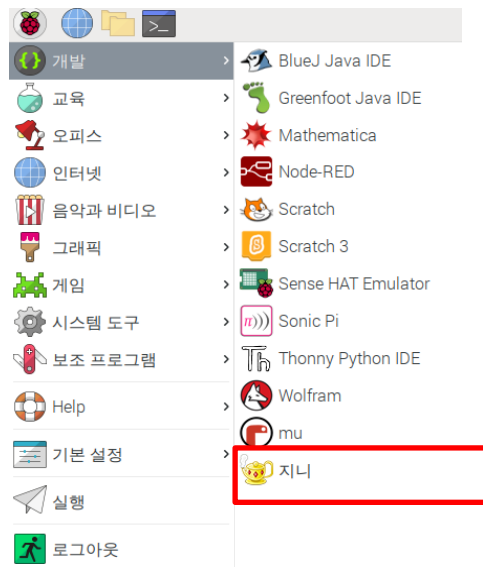 개발
교육
오피스
인터넷
음악과 비디오
그래픽
게임
시스템 도구
보조 프로그램
Help
기본 설정
실행
로그아웃
BlueJ Java IDE
Greenfoot Java IDE
Mathematica
Node-RED
Scratch
Scratch 3
Sense HAT Emulator
Sonic Pi
Thonny Python IDE
Wolfram
mu
지니